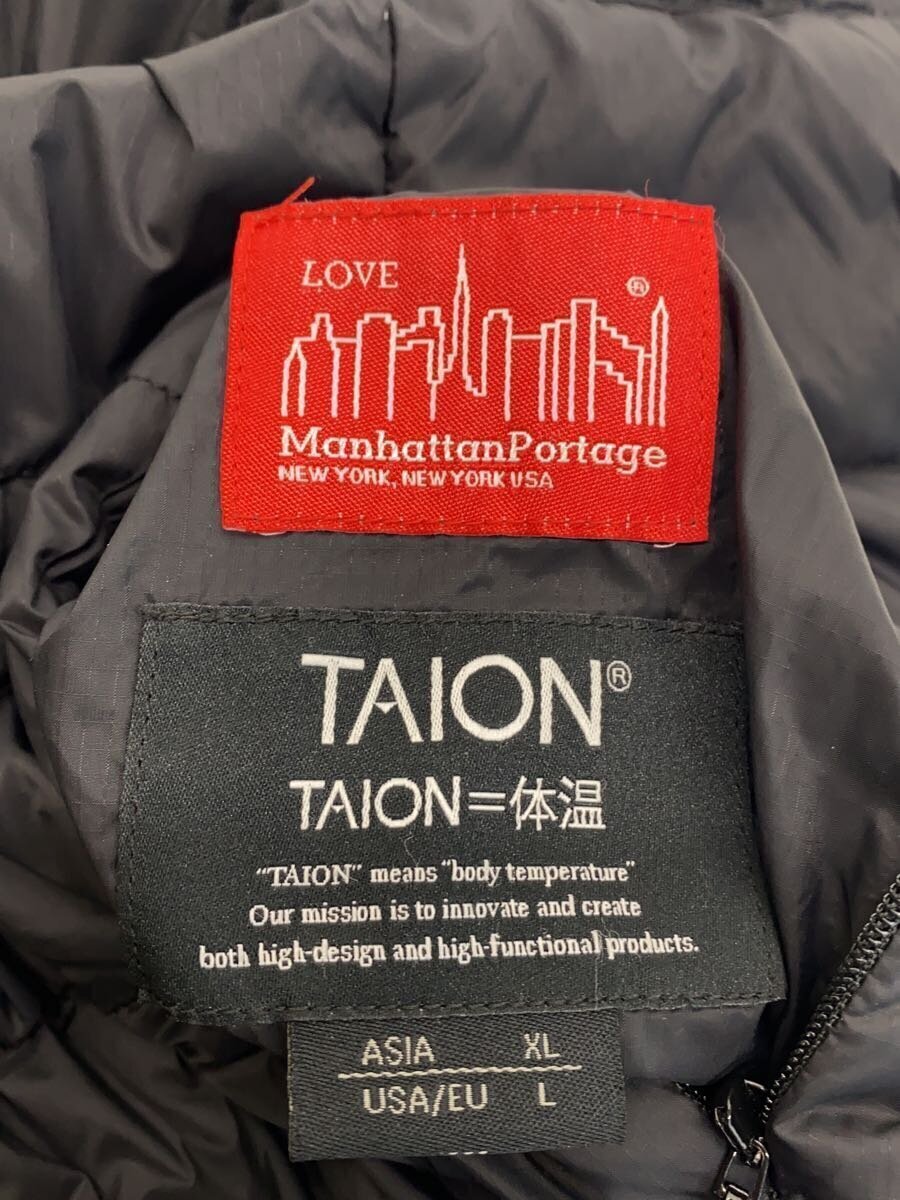 LOVE
®
ManhattanPortage
NEW YORK, NEW YORK USA
TAION®
TAION=体温
"TAION" means "body temperature"
Our mission is to innovate and create
both high-design and high-functional products.
ASIA XL
USA/EU L